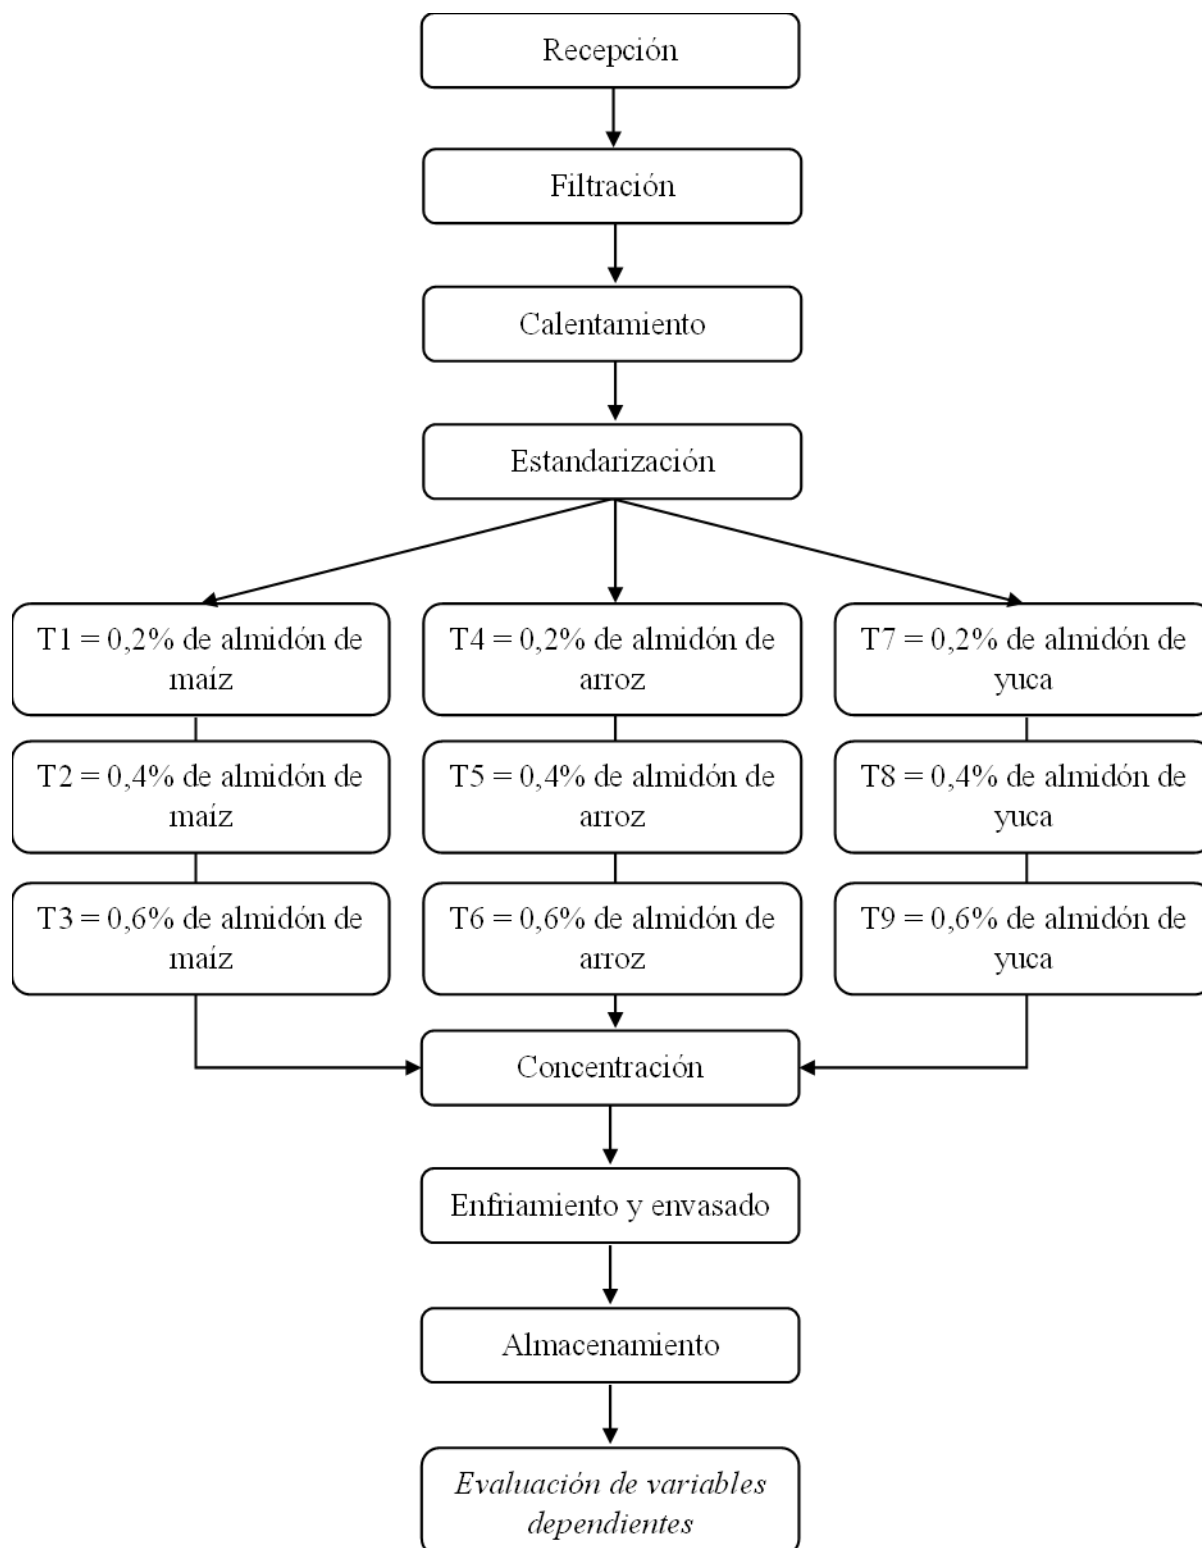 Recepción
Filtración
Calentamiento
Estandarización
T1 = 0,2% de almidón de
maíz
T4 = 0,2% de almidón de
arroz
T7 = 0,2% de almidón de
yuca
T2 = 0,4% de almidón de
maíz
T5 = 0,4% de almidón de
arroz
T8 = 0,4% de almidón de
yuca
T3 = 0,6% de almidón de
maíz
T6 = 0,6% de almidón de
arroz
T9 = 0,6% de almidón de
yuca
Concentración
Enfriamiento y envasado
Almacenamiento
Evaluación de variables
dependientes